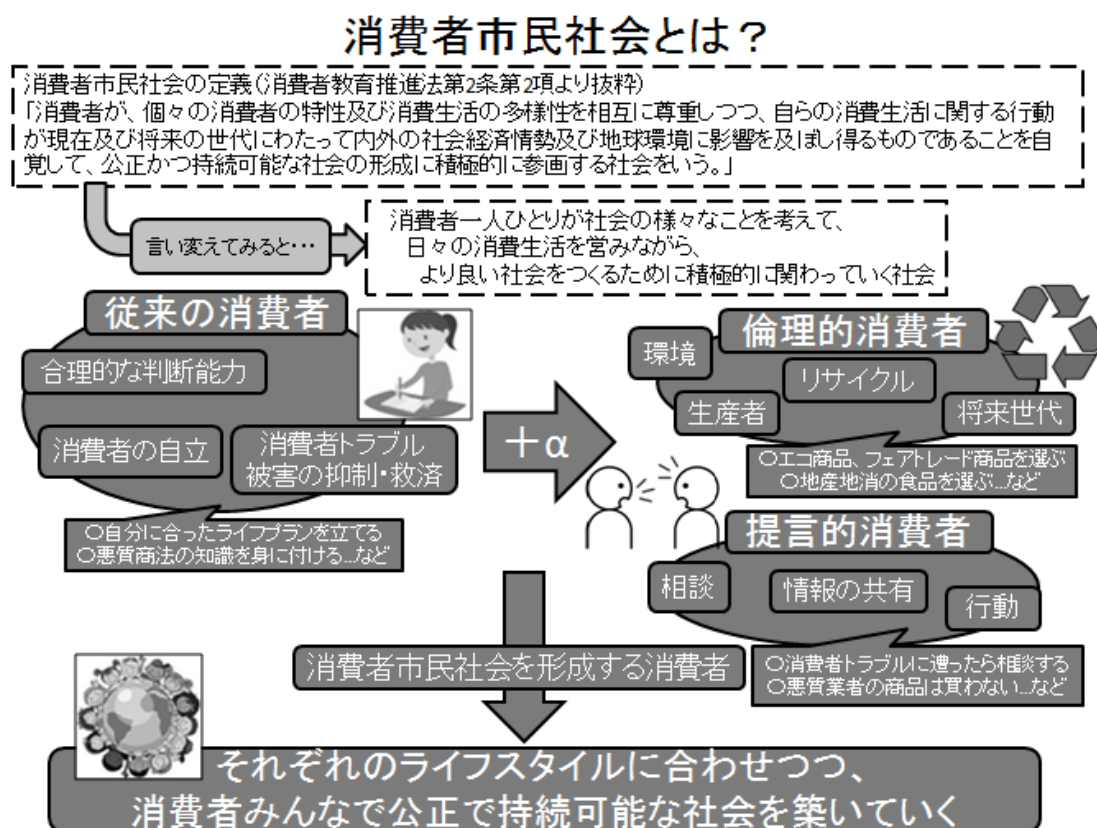 消費者市民社会とは？
消費者市民社会の定義（消費者教育推進法第2条第2項より抜粋）
「消費者が、個々の消費者の特性及び消費生活の多様性を相互に尊重しつつ、自らの消費生活に関する行動
が現在及び将来の世代にわたって内外の社会経済情勢及び地球環境に影響を及ぼし得るものであることを自
覚して、公正かつ持続可能な社会の形成に積極的に参画する社会をいう。」
言い変えてみると…
消費者一人ひとりが社会の様々なことを考えて、
日々の消費生活を営みながら、
より良い社会をつくるために積極的に関わっていく社会
従来の消費者
合理的な判断能力
消費者の自立
消費者トラブル
被害の抑制・救済
○自分に合ったライフプランを立てる
○悪質商法の知識を身に付ける…など
＋α
倫理的消費者
環境
リサイクル
生産者
将来世代
○エコ商品、フェアトレード商品を選ぶ
○地産地消の食品を選ぶ…など
提言的消費者
相談
情報の共有
行動
○消費者トラブルに遭ったら相談する
○悪質業者の商品は買わない…など
消費者市民社会を形成する消費者
それぞれのライフスタイルに合わせつつ、
消費者みんなで公正で持続可能な社会を築いていく